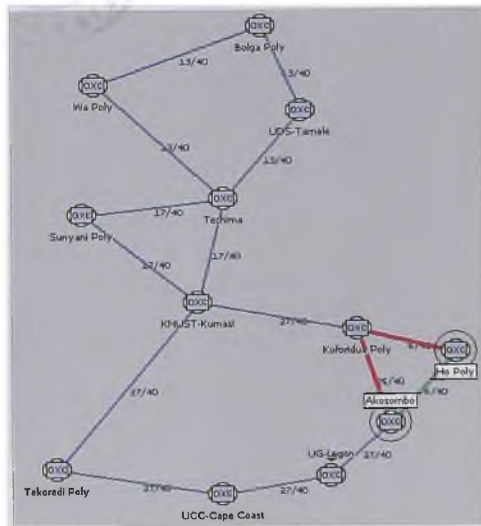 OXC
Bolga Poly
13/40
3/40
OXC
Wa Poly
OXC
UDS-Tamale
13/40
13/40
OXC
Techima
17/40
OXC
Sunyani Poly
17/40
17/40
OXC
KNUST-Kumasi
27/40
OXC
Koforidua Poly
OXC
Ho Poly
Akosombo
OXC
27/40
UG-Legon
27/40
OXC
OXC
Takoradi Poly
27/40
OXC
27/40
UCC-Cape Coast